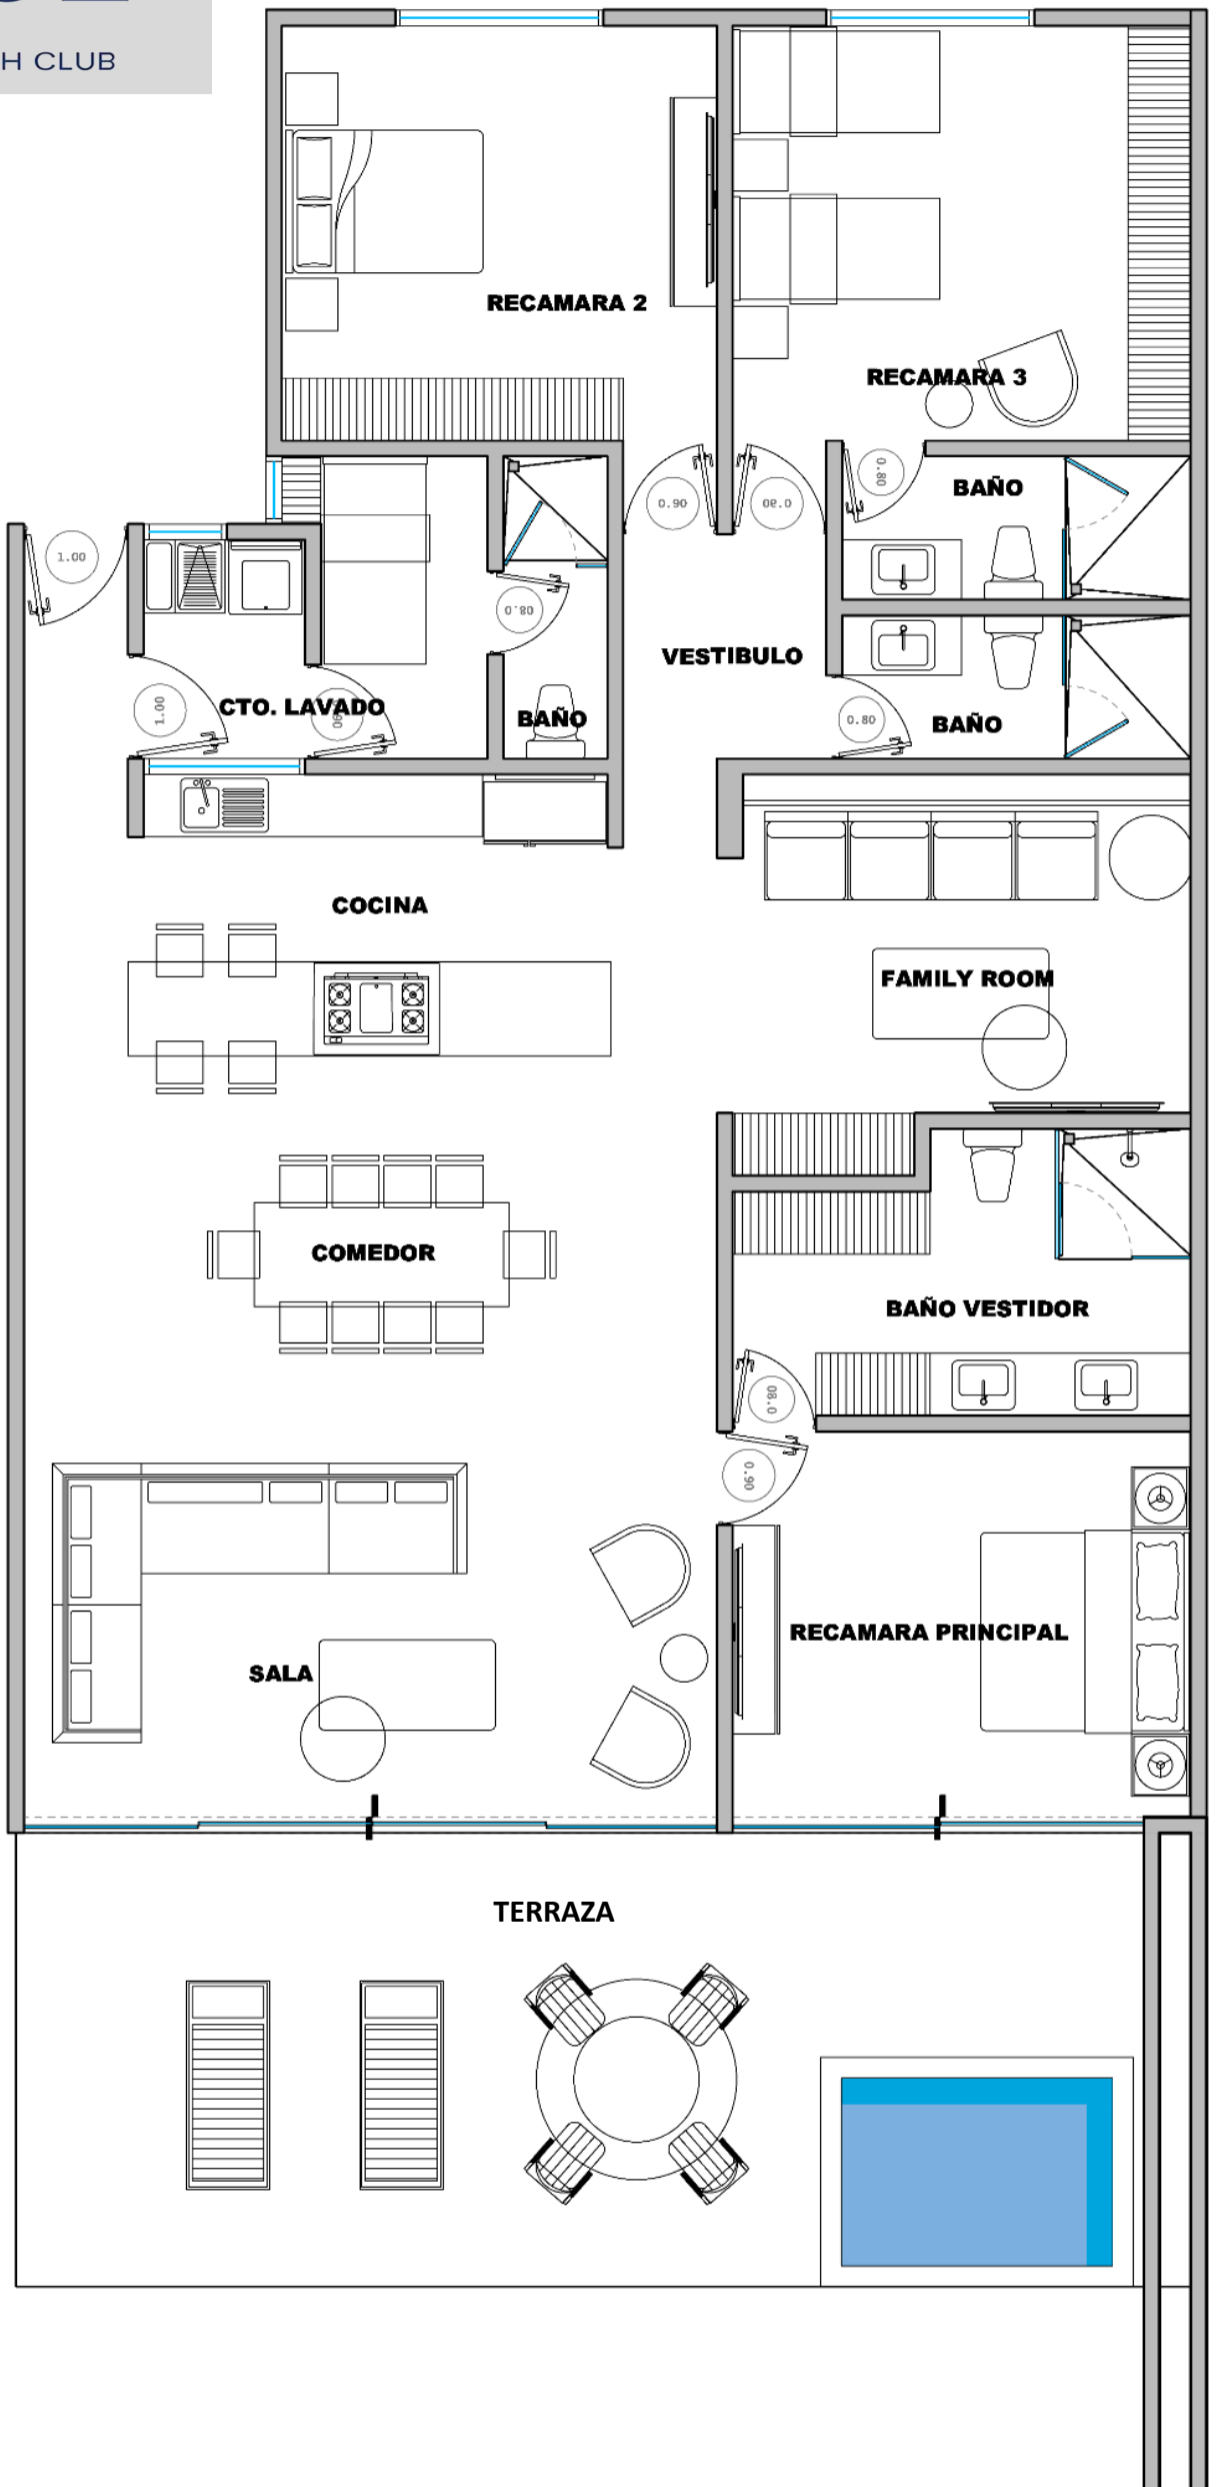 H CLUB
RECAMARA 2
RECAMARA 3
0.90
0.90
0.80
BAÑO
1.00
0.80
VESTIBULO
1.00
CTO. LAVADO
BAÑO
0.80
BAÑO
COCINA
FAMILY ROOM
COMEDOR
BAÑO VESTIDOR
0.80
0.90
RECAMARA PRINCIPAL
SALA
TERRAZA